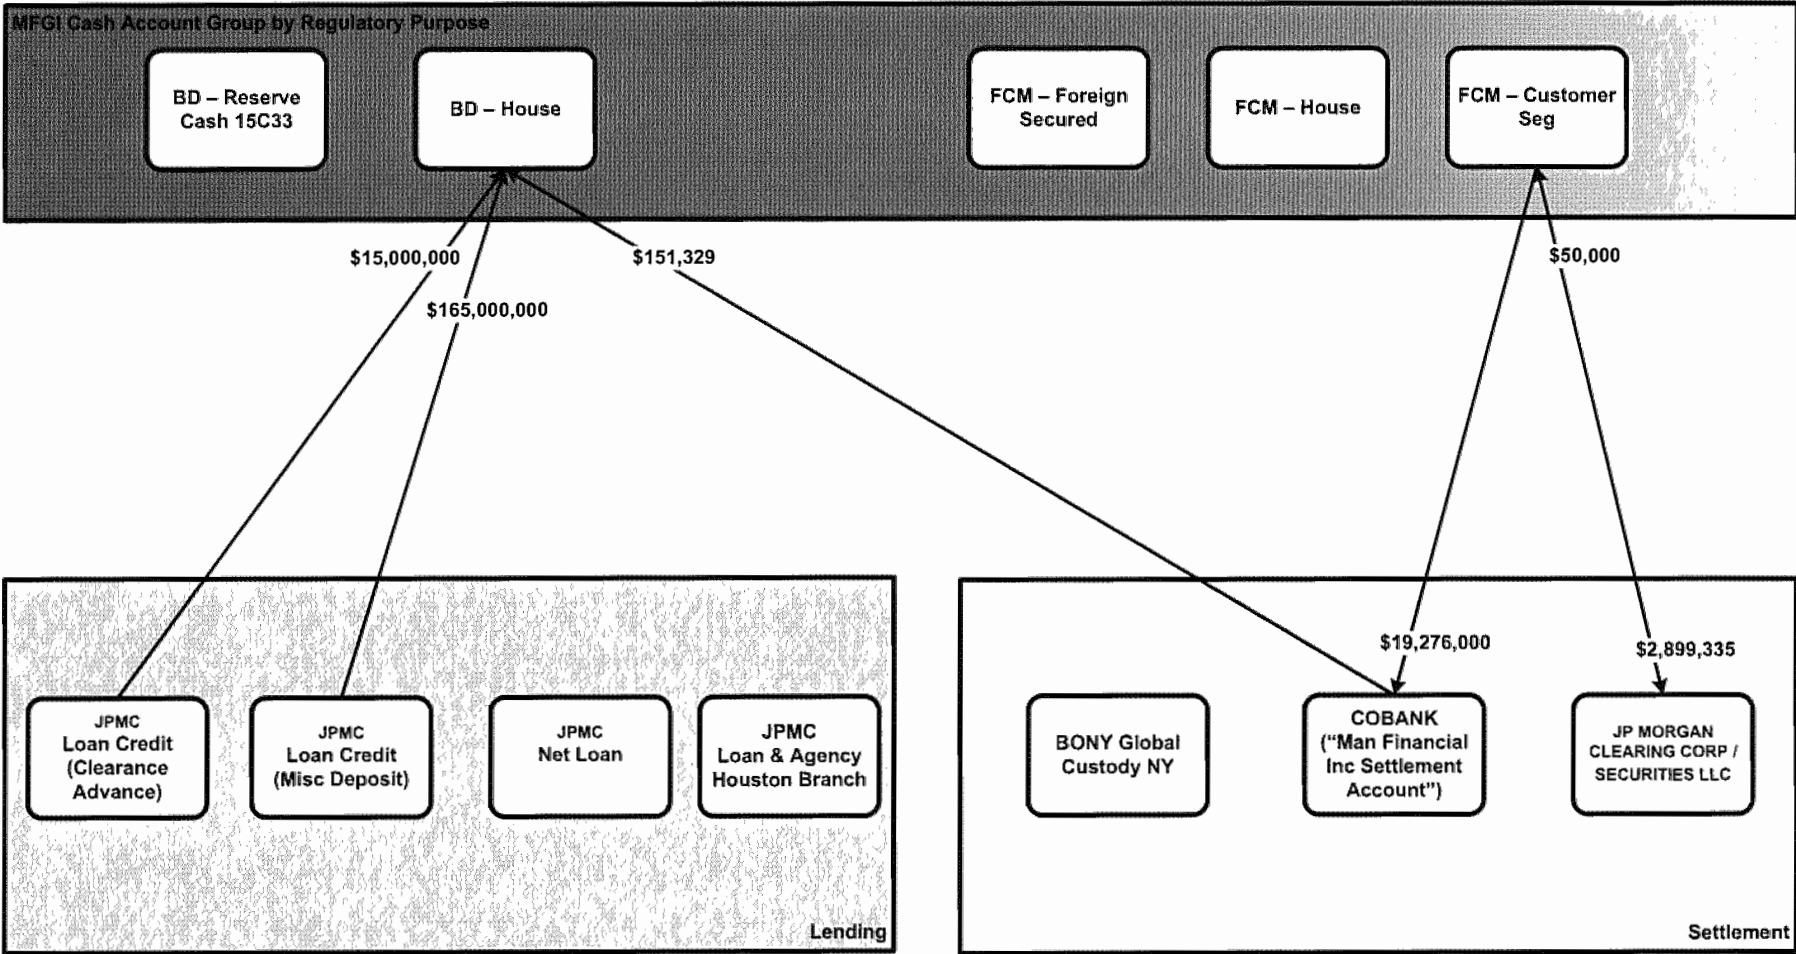 MFGI Cash Account Group by Regulatory Purpose
BD – Reserve
Cash 15C33
BD – House
FCM – Foreign
Secured
FCM – House
FCM – Customer
Seg
$15,000,000
$165,000,000
$151,329
$50,000
$19,276,000
$2,899,335
JPMC
Loan Credit
(Clearance
Advance)
JPMC
Loan Credit
(Misc Deposit)
JPMC
Net Loan
JPMC
Loan & Agency
Houston Branch
Lending
BONY Global
Custody NY
COBANK
(“Man Financial
Inc Settlement
Account”)
JP MORGAN
CLEARING CORP /
SECURITIES LLC
Settlement